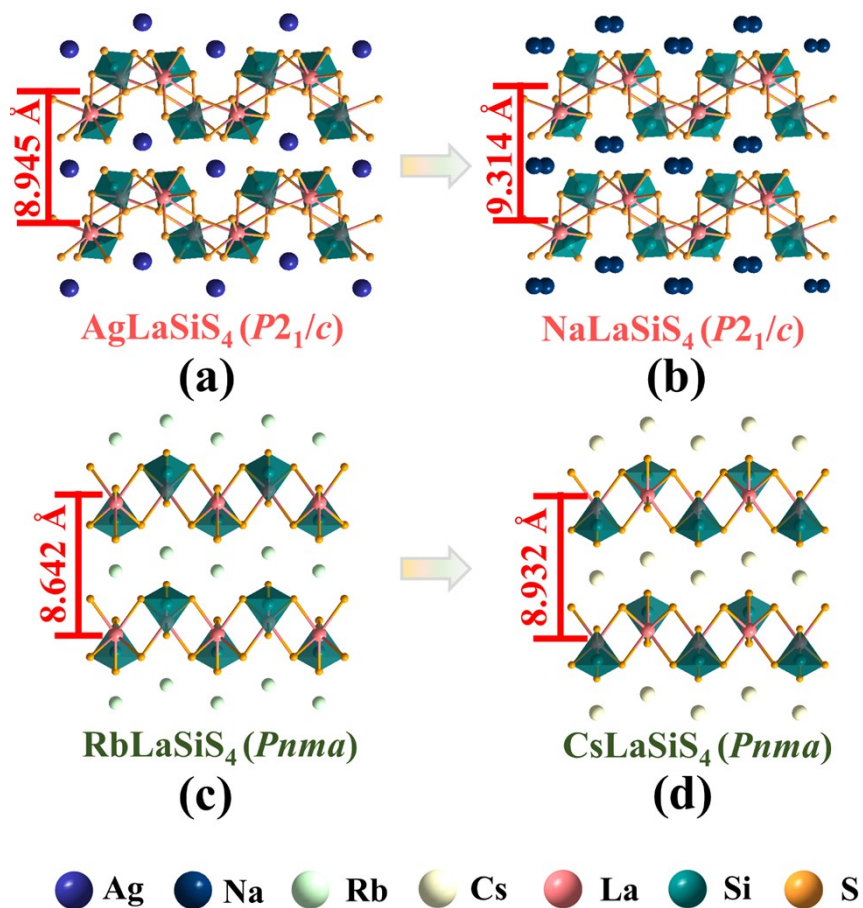 8.945 Å
AgLaSiS₄ (P2₁/c)
(a)
9.314 Å
NaLaSiS₄ (P2₁/c)
(b)
8.642 Å
RbLaSiS₄ (Pnma)
(c)
8.932 Å
CsLaSiS₄ (Pnma)
(d)
Ag Na Rb Cs La Si S